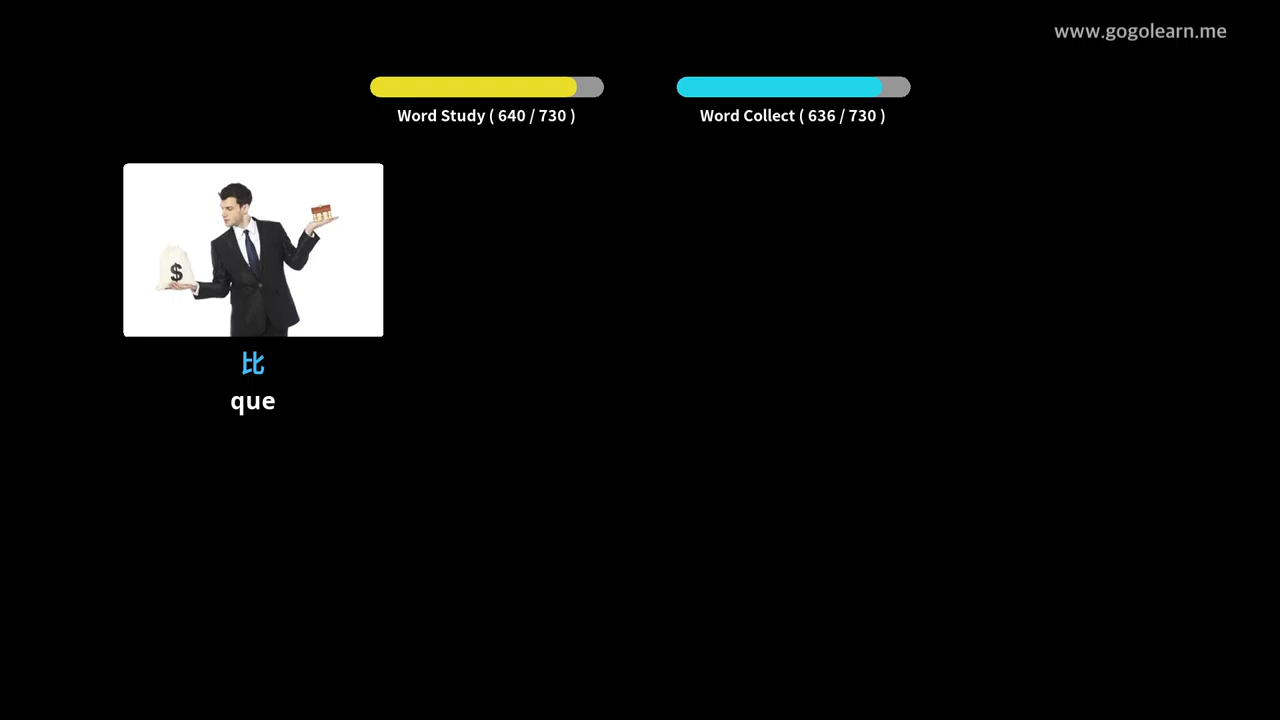 www.gogolearn.me
Word Study ( 640 / 730 )
Word Collect ( 636 / 730 )
$
比
que